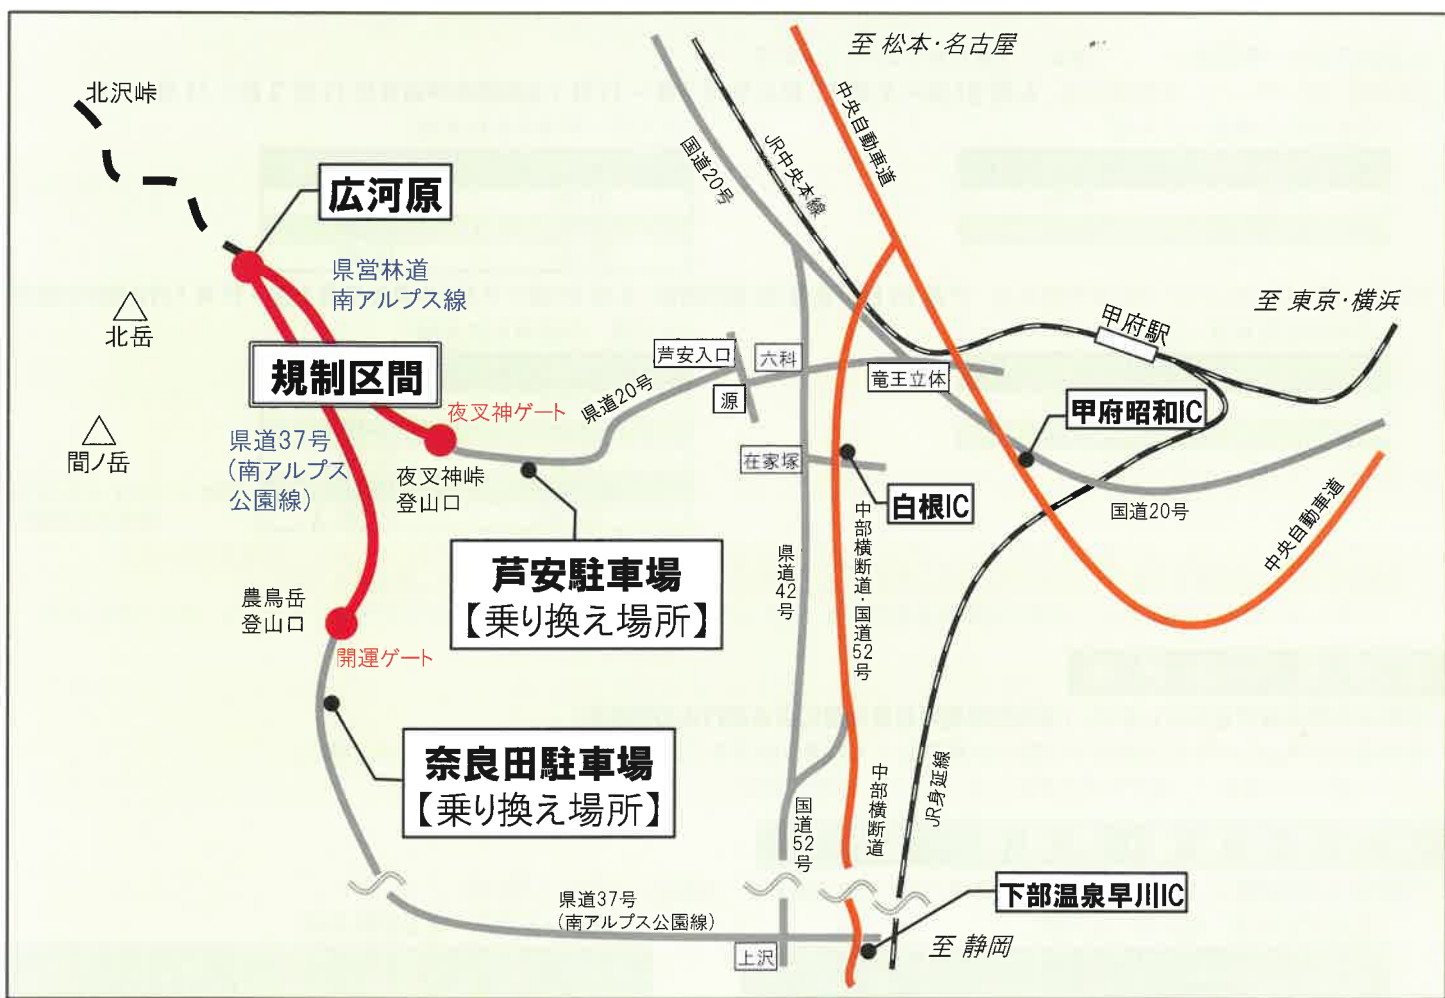 至 松本・名古屋
北沢峠
中央自動車道
国道20号
JR中央本線
広河原
県営林道
南アルプス線
至 東京・横浜
北岳
甲府駅
芦安入口
六科
規制区間
竜王立体
源
県道20号
夜叉神ゲート
甲府昭和IC
県道37号
(南アルプス
公園線)
間ノ岳
在家塚
夜叉神峠
登山口
白根IC
国道20号
中央自動車道
中部横断道・国道52号
県道42号
芦安駐車場
【乗り換え場所】
農鳥岳
登山口
開運ゲート
奈良田駐車場
【乗り換え場所】
国道52号
中部横断道
JR身延線
下部温泉早川IC
県道37号
(南アルプス公園線)
上沢
至 静岡